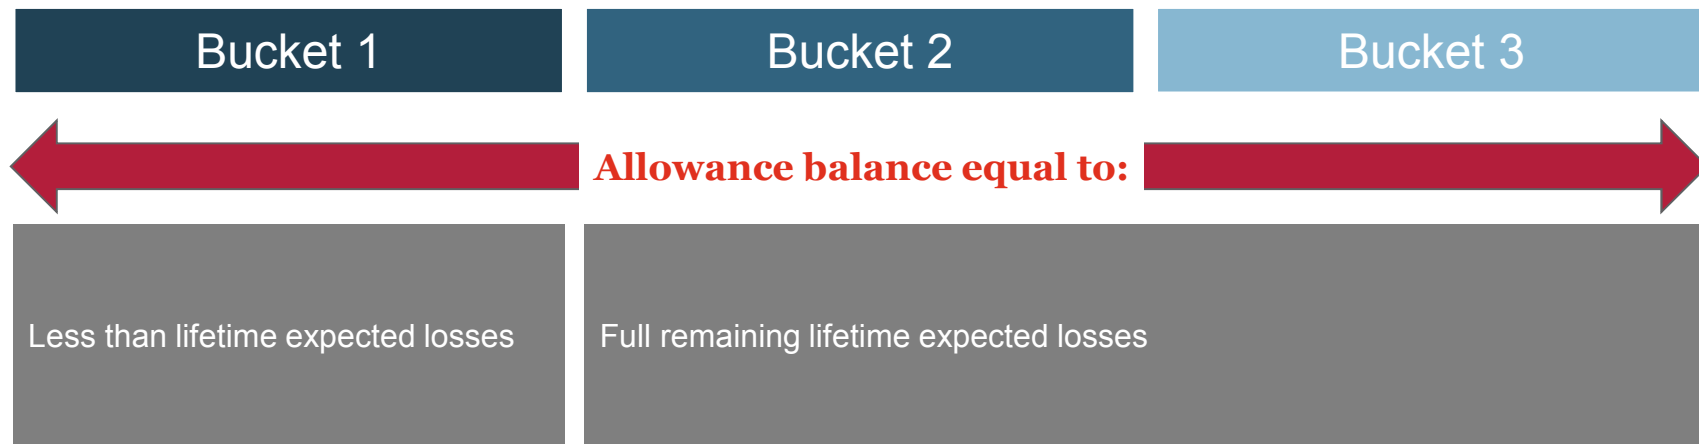 Bucket 1
Bucket 2
Bucket 3
Allowance balance equal to:
Less than lifetime expected losses
Full remaining lifetime expected losses